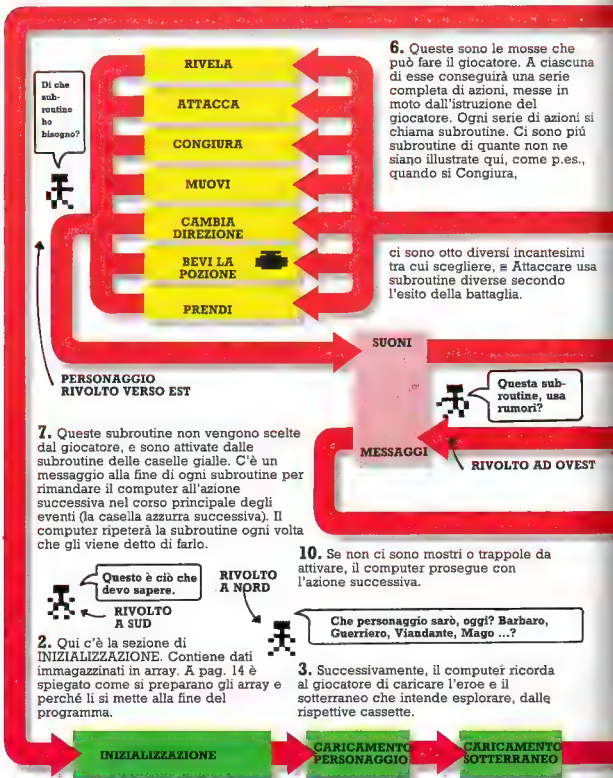 RIVELA
ATTACCA
CONGIURA
MUOVI
CAMBIA
DIREZIONE
BEVI LA
POZIONE
PRENDI
Di che
sub-
routine
ho
bisogno?
6. Queste sono le mosse che
può fare il giocatore. A ciascuna
di esse conseguirà una serie
completa di azioni, messe in
moto dall'istruzione del
giocatore. Ogni serie di azioni si
chiama subroutine. Ci sono piú
subroutine di quante non ne
siano illustrate qui, come p.es.,
quando si Congiura,
ci sono otto diversi incantesimi
tra cui scegliere, e Attaccare usa
subroutine diverse secondo
l'esito della battaglia.
PERSONAGGIO
RIVOLTO VERSO EST
SUONI
MESSAGGI
Questa sub-
routine, usa
rumori?
RIVOLTO AD OVEST
7. Queste subroutine non vengono scelte
dal giocatore, e sono attivate dalle
subroutine delle caselle gialle. C'è un
messaggio alla fine di ogni subroutine per
rimandare il computer all'azione
successiva nel corso principale degli
eventi (la casella azzurra successiva). Il
computer ripeterà la subroutine ogni volta
che gli viene detto di farlo.
10. Se non ci sono mostri o trappole da
attivare, il computer prosegue con
l'azione successiva.
Questo è ciò che
devo sapere.
RIVOLTO
A SUD
RIVOLTO
A NORD
Che personaggio sarò, oggi? Barbaro,
Guerriero, Viandante, Mago ...?
2. Qui c'è la sezione di
INIZIALIZZAZIONE. Contiene dati
immagazzinati in array. A pag. 14 è
spiegato come si preparano gli array e
perché li si mette alla fine del
programma.
3. Successivamente, il computer ricorda
al giocatore di caricare l'eroe e il
sotterraneo che intende esplorare, dalle
rispettive cassette.
INIZIALIZZAZIONE
CARICAMENTO
PERSONAGGIO
CARICAMENTO
SOTTERRANEO